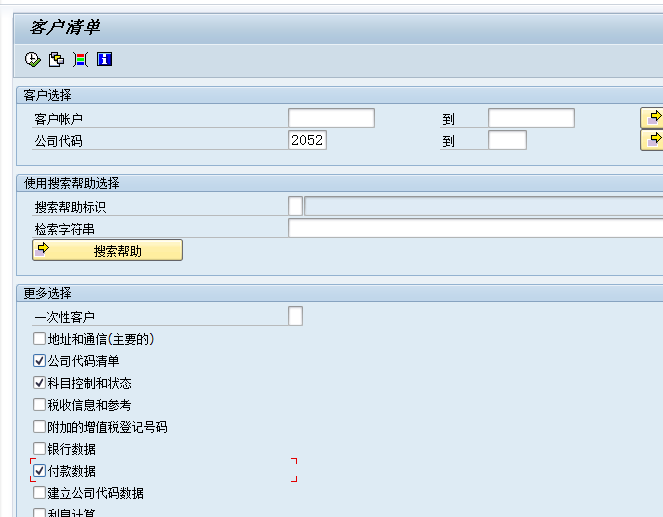 客户清单
客户选择
客户帐户 到
公司代码 2052 到
使用搜索帮助选择
搜索帮助标识
检索字符串
搜索帮助
更多选择
一次性客户
地址和通信(主要的)
公司代码清单
科目控制和状态
税收信息和参考
附加的增值税登记号码
银行数据
付款数据
建立公司代码数据
利息计算